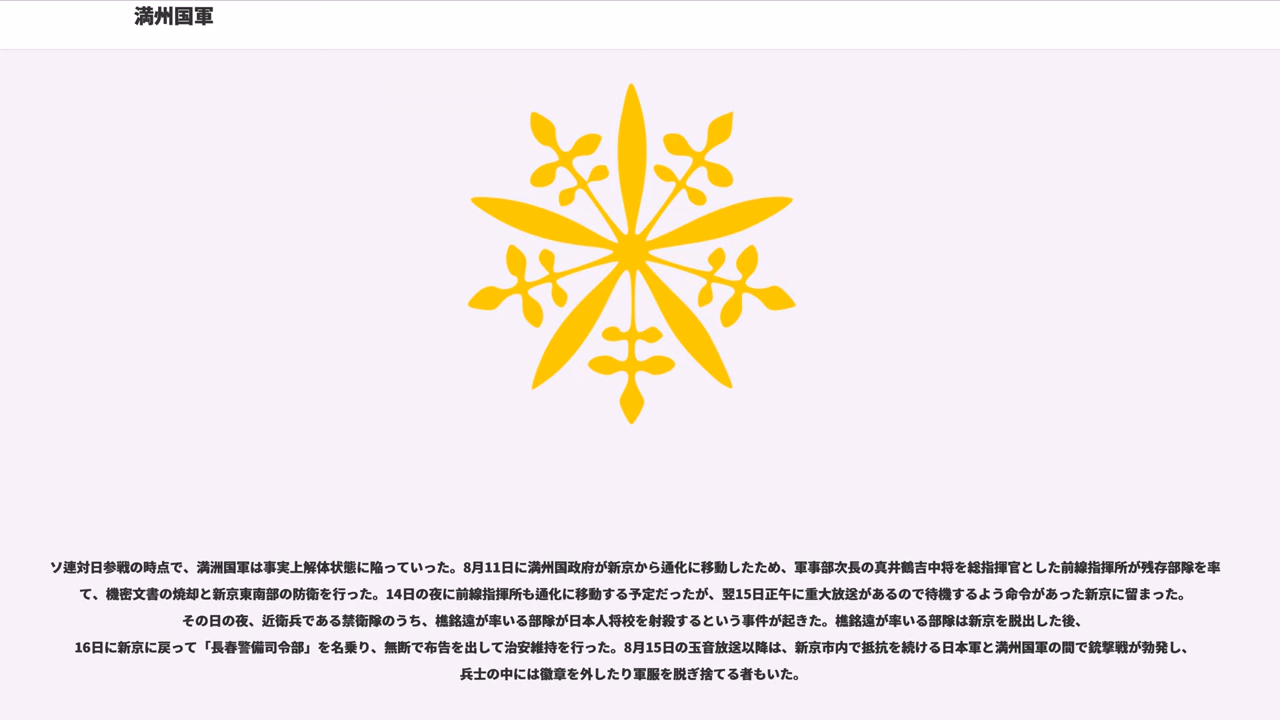 満州国軍
ソ連対日参戦の時点で、満洲国軍は事実上解体状態に陥っていった。8月11日に満州国政府が新京から通化に移動したため、軍事部次長の真井鶴吉中将を総指揮官とした前線指揮所が残存部隊を率
て、機密文書の焼却と新京東南部の防衛を行った。14日の夜に前線指揮所も通化に移動する予定だったが、翌15日正午に重大放送があるので待機するよう命令があった新京に留まった。
その日の夜、近衛兵である禁衛隊のうち、樵銘遠が率いる部隊が日本人将校を射殺するという事件が起きた。樵銘遠が率いる部隊は新京を脱出した後、
16日に新京に戻って「長春警備司令部」を名乗り、無断で布告を出して治安維持を行った。8月15日の玉音放送以降は、新京市内で抵抗を続ける日本軍と満州国軍の間で銃撃戦が勃発し、
兵士の中には徽章を外したり軍服を脱ぎ捨てる者もいた。